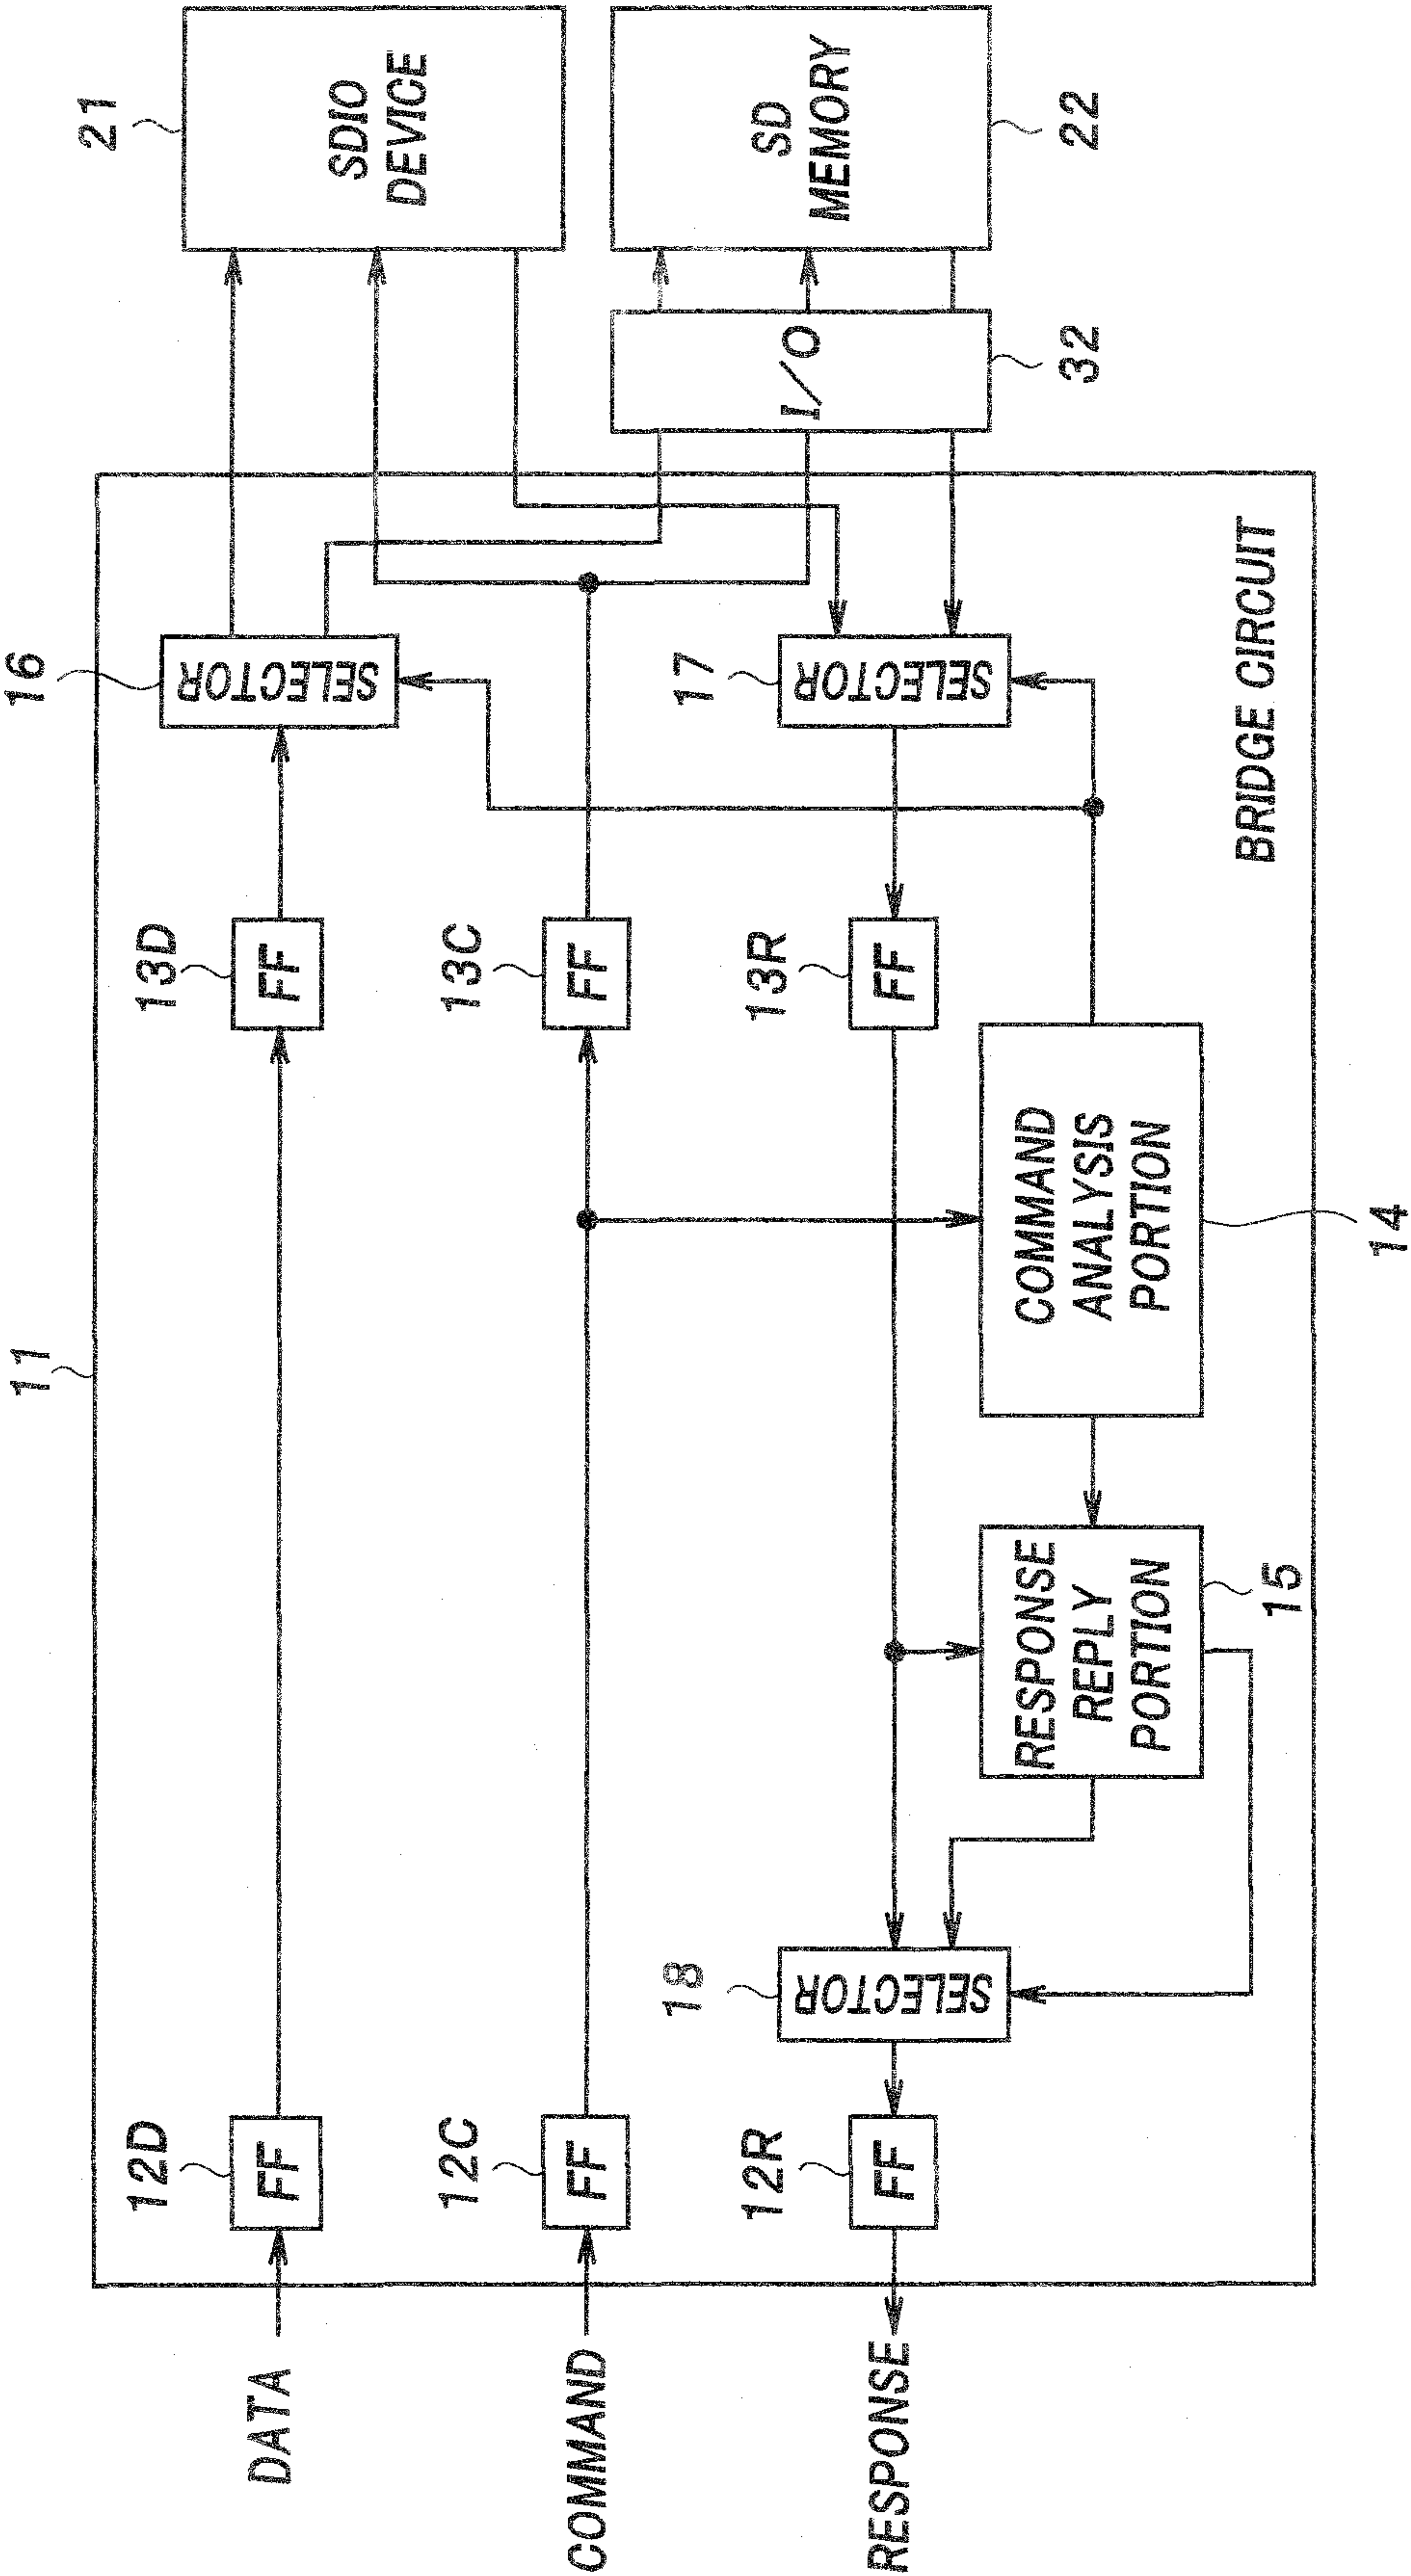 11
16
21
DATA
12D
FF
13D
FF
SELECTOR
SDIO
DEVICE
COMMAND
12C
FF
13C
FF
RESPONSE
12R
FF
18
SELECTOR
13R
FF
17
SELECTOR
I/O
32
SD
MEMORY
22
RESPONSE
REPLY
PORTION
15
COMMAND
ANALYSIS
PORTION
14
BRIDGE CIRCUIT